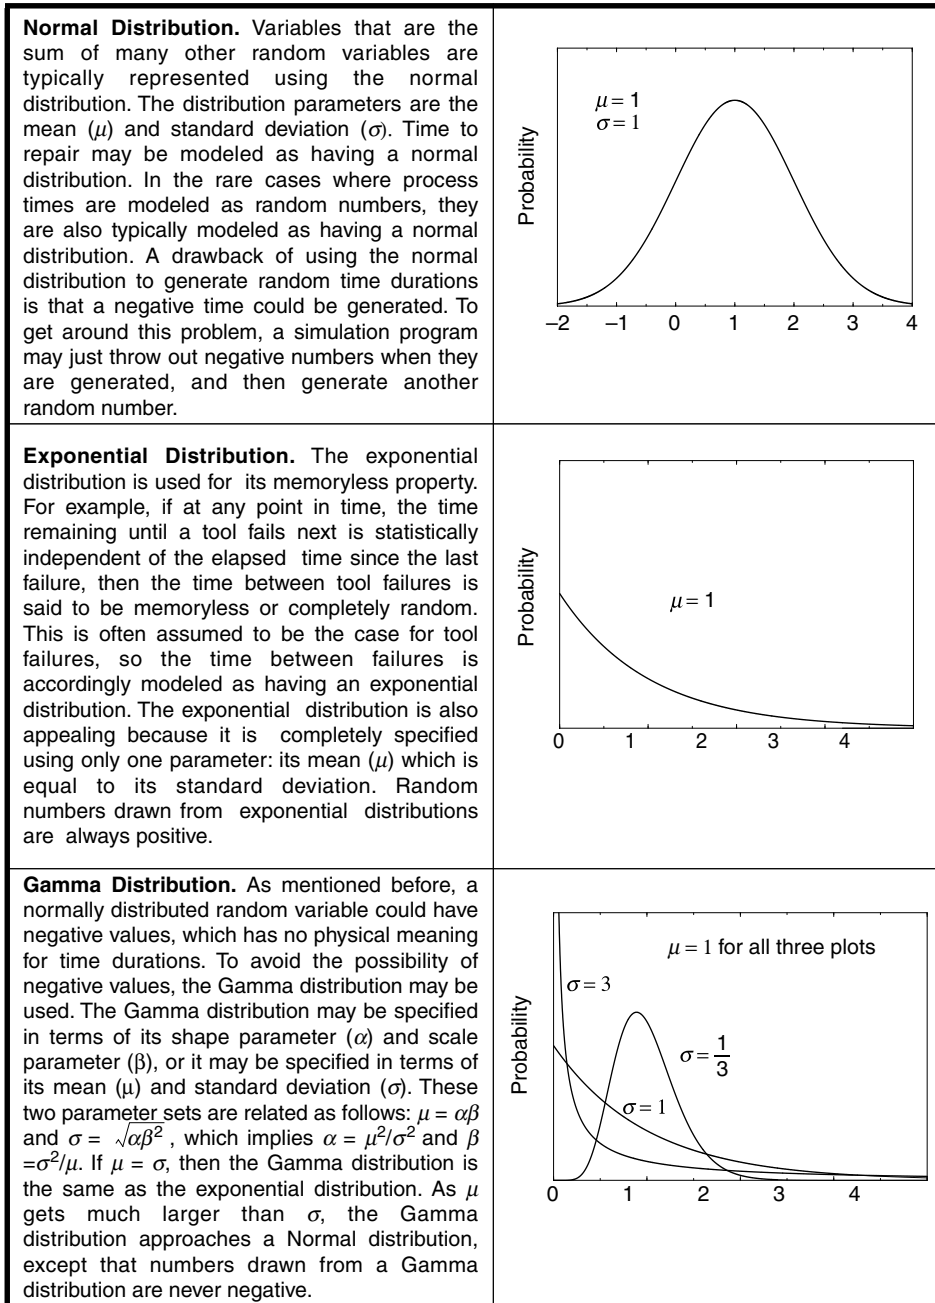 Normal Distribution. Variables that are the
sum of many other random variables are
typically represented using the normal
distribution. The distribution parameters are the
mean (μ) and standard deviation (σ). Time to
repair may be modeled as having a normal
distribution. In the rare cases where process
times are modeled as random numbers, they
are also typically modeled as having a normal
distribution. A drawback of using the normal
distribution to generate random time durations
is that a negative time could be generated. To
get around this problem, a simulation program
may just throw out negative numbers when they
are generated, and then generate another
random number.
Probability
μ = 1
σ = 1
–2 –1 0 1 2 3 4
Exponential Distribution. The exponential
distribution is used for its memoryless property.
For example, if at any point in time, the time
remaining until a tool fails next is statistically
independent of the elapsed time since the last
failure, then the time between tool failures is
said to be memoryless or completely random.
This is often assumed to be the case for tool
failures, so the time between failures is
accordingly modeled as having an exponential
distribution. The exponential distribution is also
appealing because it is completely specified
using only one parameter: its mean (μ) which is
equal to its standard deviation. Random
numbers drawn from exponential distributions
are always positive.
Probability
μ = 1
0 1 2 3 4
Gamma Distribution. As mentioned before, a
normally distributed random variable could have
negative values, which has no physical meaning
for time durations. To avoid the possibility of
negative values, the Gamma distribution may be
used. The Gamma distribution may be specified
in terms of its shape parameter (α) and scale
parameter (β), or it may be specified in terms of
its mean (μ) and standard deviation (σ). These
two parameter sets are related as follows: μ = αβ
and σ = √αβ², which implies α = μ²/σ² and β
=σ²/μ. If μ = σ, then the Gamma distribution is
the same as the exponential distribution. As μ
gets much larger than σ, the Gamma
distribution approaches a Normal distribution,
except that numbers drawn from a Gamma
distribution are never negative.
Probability
μ = 1 for all three plots
σ = 3
σ = 1/3
σ = 1
0 1 2 3 4